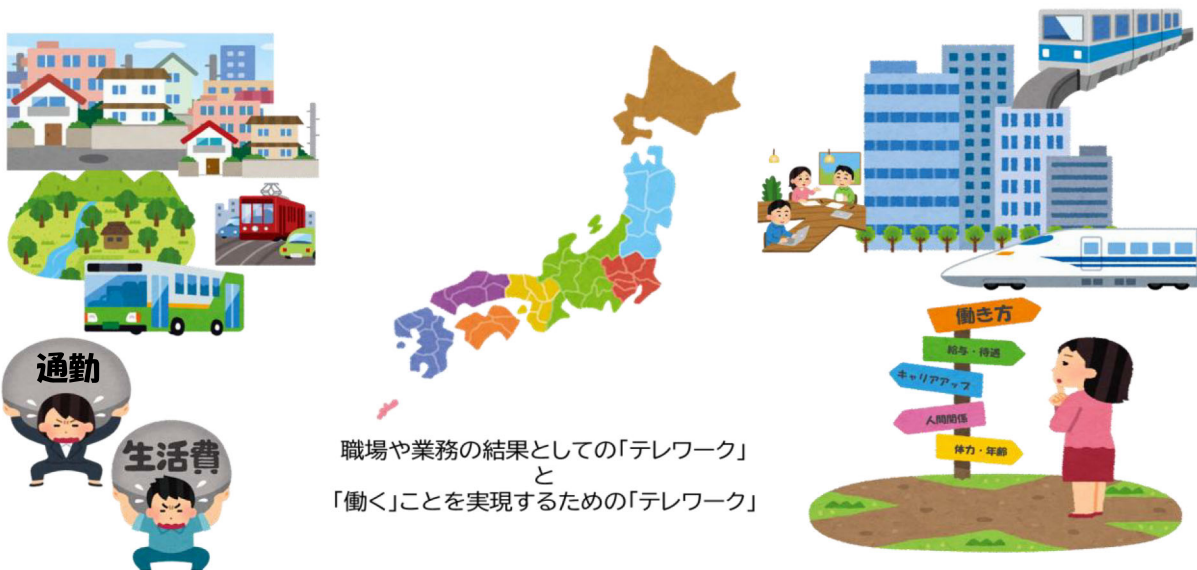 通勤
生活費
職場や業務の結果としての「テレワーク」
と
「働く」ことを実現するための「テレワーク」
働き方
給与・待遇
キャリアアップ
人間関係
体力・年齢